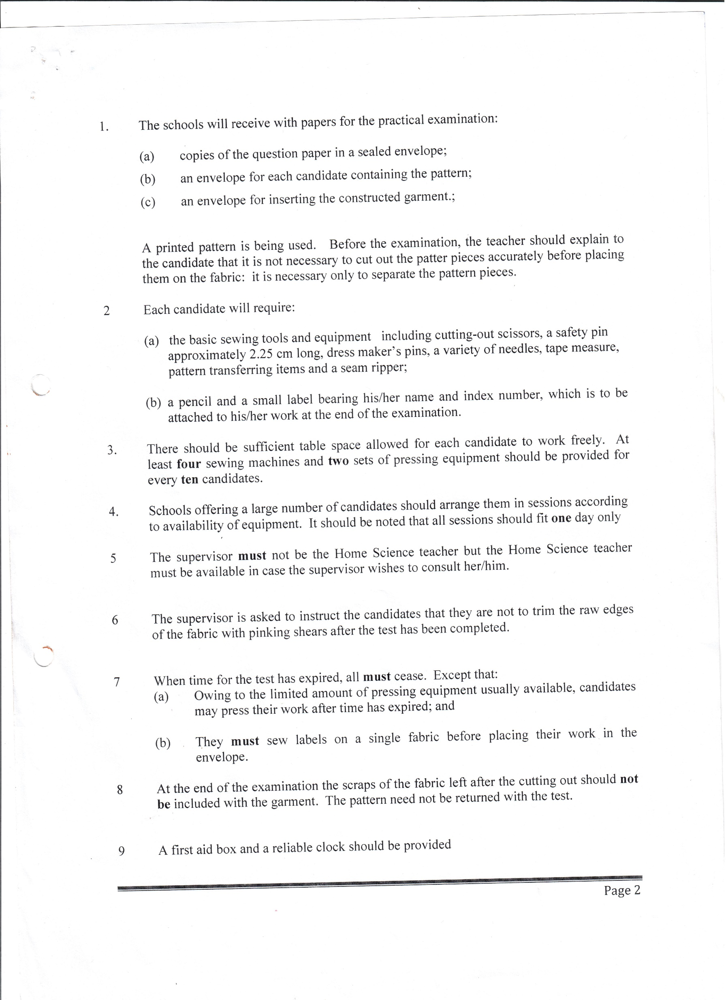 1. The schools will receive with papers for the practical examination:
(a) copies of the question paper in a sealed envelope;
(b) an envelope for each candidate containing the pattern;
(c) an envelope for inserting the constructed garment.;
A printed pattern is being used. Before the examination, the teacher should explain to
the candidate that it is not necessary to cut out the patter pieces accurately before placing
them on the fabric: it is necessary only to separate the pattern pieces.
2 Each candidate will require:
(a) the basic sewing tools and equipment including cutting-out scissors, a safety pin
approximately 2.25 cm long, dress maker's pins, a variety of needles, tape measure,
pattern transferring items and a seam ripper;
(b) a pencil and a small label bearing his/her name and index number, which is to be
attached to his/her work at the end of the examination.
3. There should be sufficient table space allowed for each candidate to work freely. At
least four sewing machines and two sets of pressing equipment should be provided for
every ten candidates.
4. Schools offering a large number of candidates should arrange them in sessions according
to availability of equipment. It should be noted that all sessions should fit one day only
5 The supervisor must not be the Home Science teacher but the Home Science teacher
must be available in case the supervisor wishes to consult her/him.
6 The supervisor is asked to instruct the candidates that they are not to trim the raw edges
of the fabric with pinking shears after the test has been completed.
7 When time for the test has expired, all must cease. Except that:
(a) Owing to the limited amount of pressing equipment usually available, candidates
may press their work after time has expired; and
(b) They must sew labels on a single fabric before placing their work in the
envelope.
8 At the end of the examination the scraps of the fabric left after the cutting out should not
be included with the garment. The pattern need not be returned with the test.
9 A first aid box and a reliable clock should be provided
Page 2